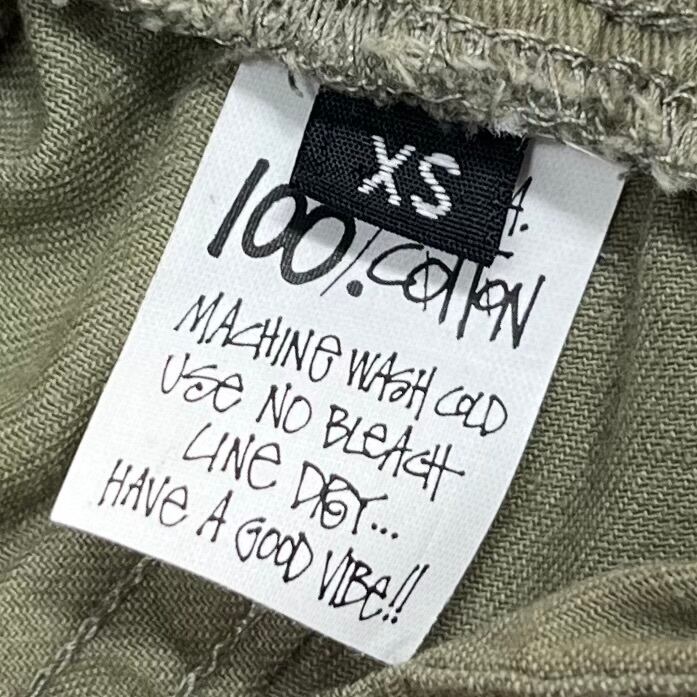 XS
A.
100% COTTON
MACHINE WASH COLD
USE NO BLEACH
LINE DRY...
HAVE A GOOD VIBE!!